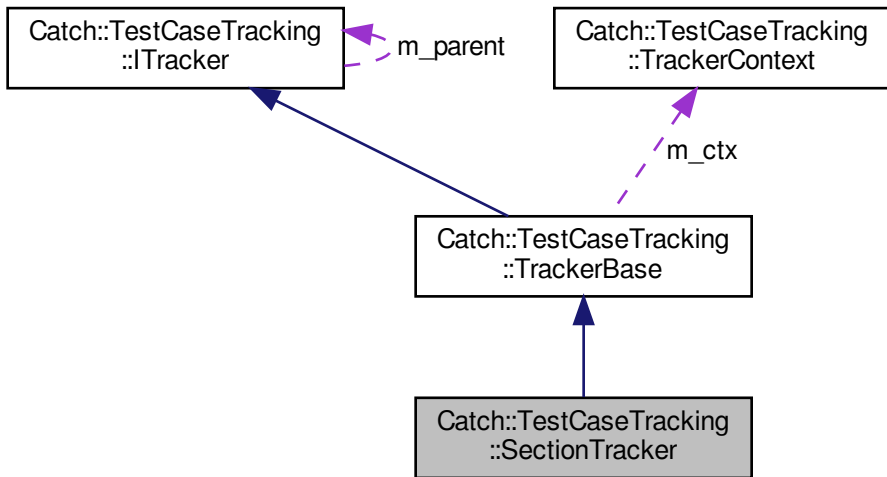 Catch::TestCaseTracking
::ITracker
m_parent
Catch::TestCaseTracking
::TrackerContext
m_ctx
Catch::TestCaseTracking
::TrackerBase
Catch::TestCaseTracking
::SectionTracker